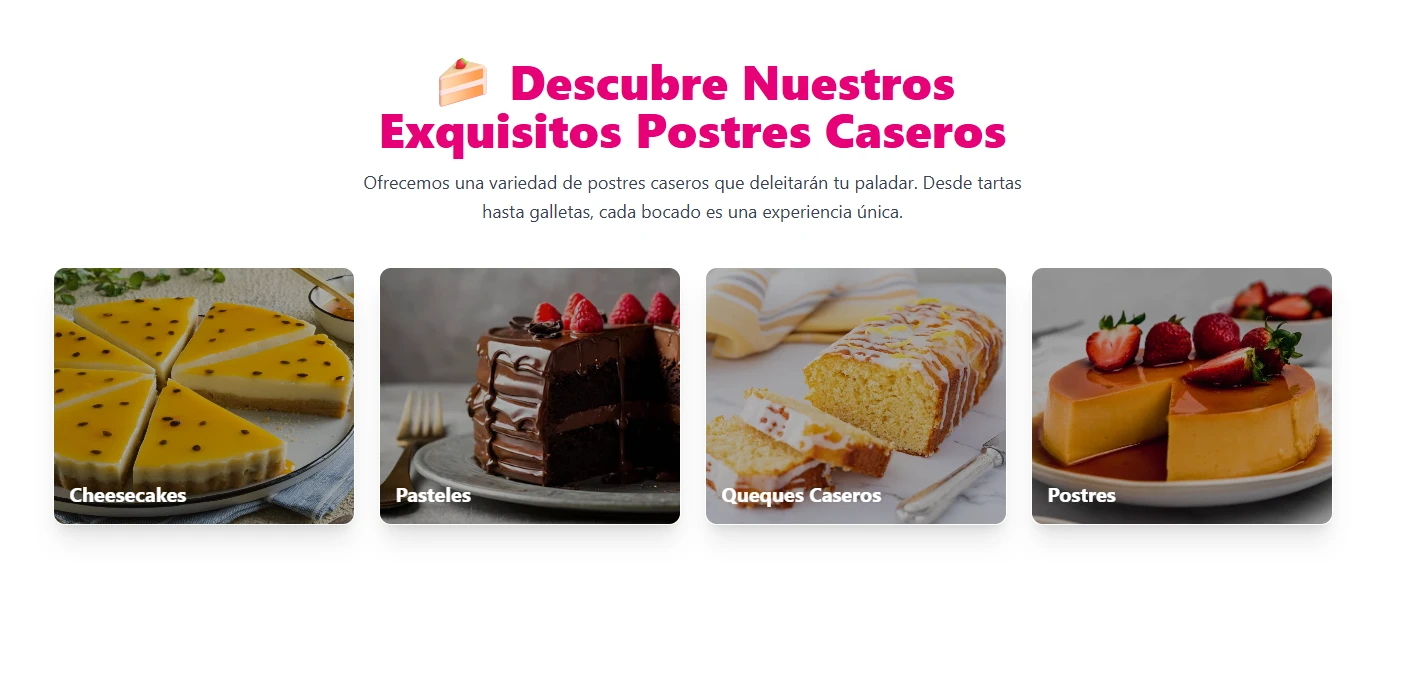 Descubre Nuestros
Exquisitos Postres Caseros
Ofrecemos una variedad de postres caseros que deleitarán tu paladar. Desde tartas
hasta galletas, cada bocado es una experiencia única.
Cheesecakes
Pasteles
Queques Caseros
Postres